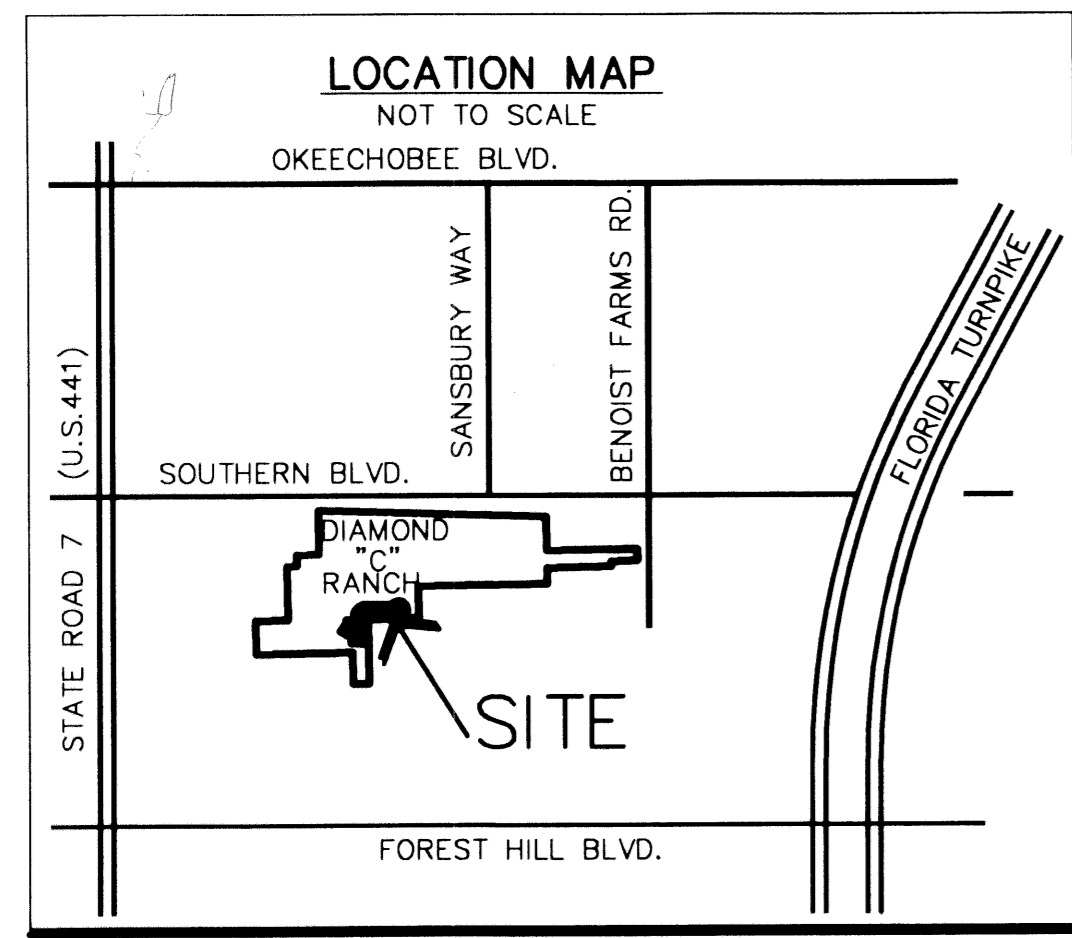 LOCATION MAP
NOT TO SCALE
OKEECHOBEE BLVD.
SANSBURY WAY
BENOIST FARMS RD.
FLORIDA TURNPIKE
STATE ROAD 7 (U.S.441)
SOUTHERN BLVD.
DIAMOND
"C"
RANCH
SITE
FOREST HILL BLVD.